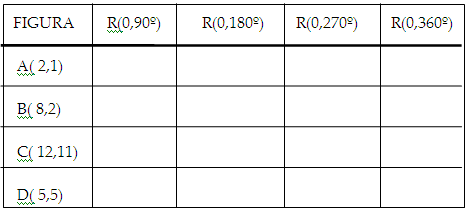 FIGURA R(0,90º) R(0,180º) R(0,270º) R(0,360º)
A( 2,1)
B( 8,2)
C( 12,11)
D( 5,5)